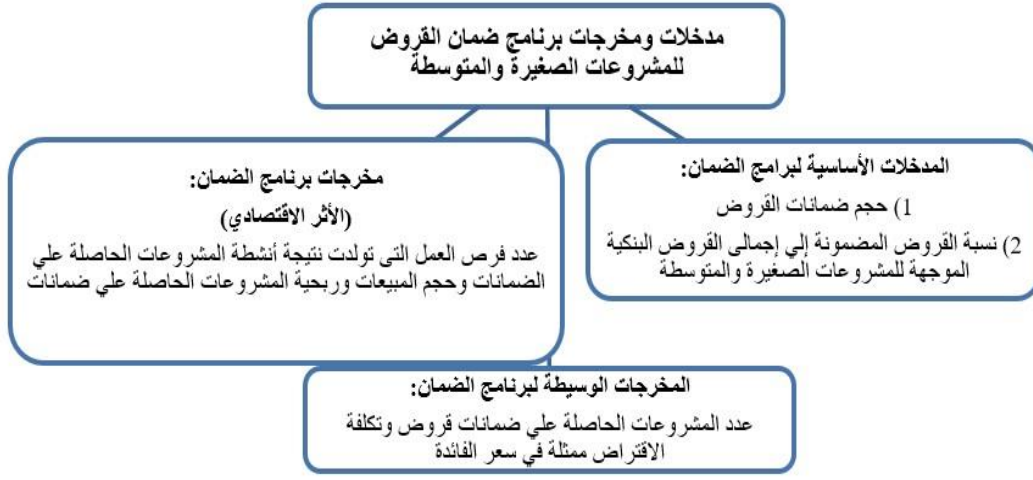 مدخلات ومخرجات برنامج ضمان القروض
للمشروعات الصغيرة والمتوسطة
المدخلات الأساسية لبرامج الضمان:
1) حجم ضمانات القروض
2) نسبة القروض المضمونة إلي إجمالى القروض البنكية
الموجهة للمشروعات الصغيرة والمتوسطة
مخرجات برنامج الضمان:
(الأثر الاقتصادي)
عدد فرص العمل التى تولدت نتيجة أنشطة المشروعات الحاصلة علي
الضمانات وحجم المبيعات وربحية المشروعات الحاصلة علي ضمانات
المخرجات الوسيطة لبرنامج الضمان:
عدد المشروعات الحاصلة علي ضمانات قروض وتكلفة
الاقتراض ممثلة في سعر الفائدة